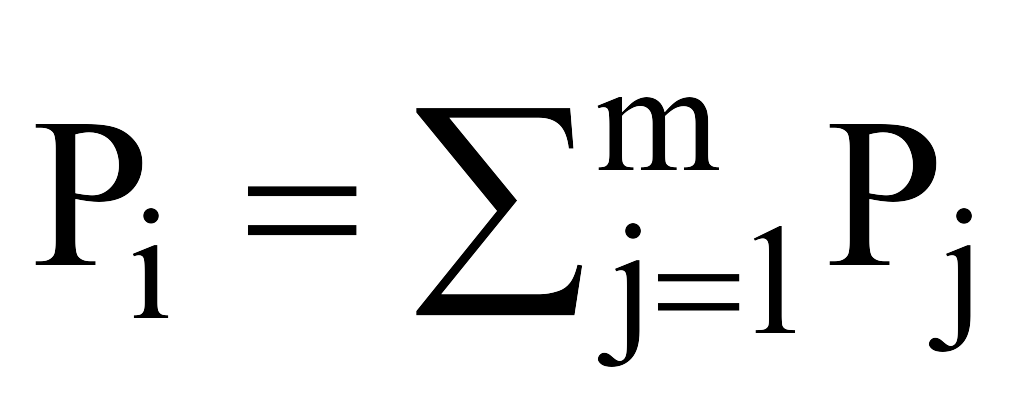 P_i = ∑_{j=1}^{m} P_j